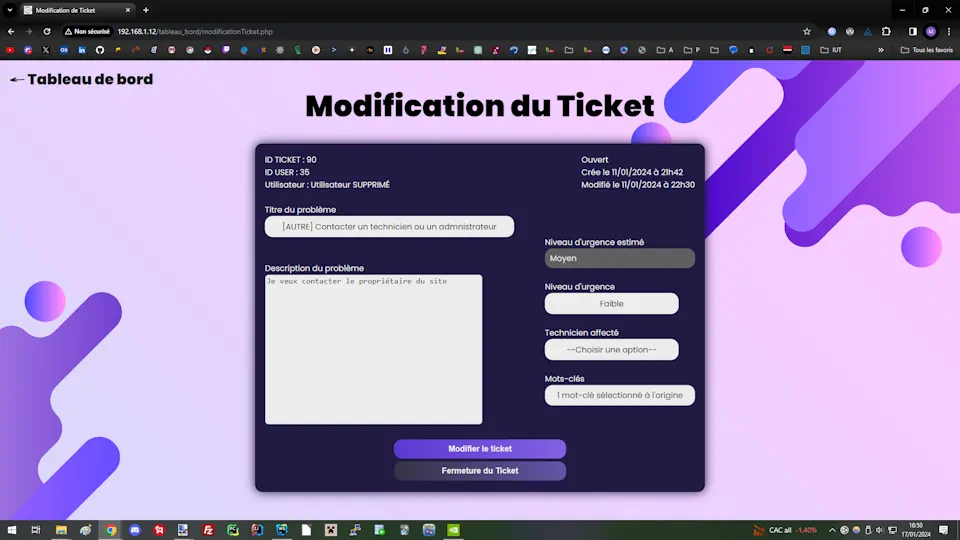 Modification de Ticket
Non sécurisé
192.168.1.12/tableau_bord/modificationTicket.php
A
P
IUT
Tous les favoris
Tableau de bord
Modification du Ticket
ID TICKET : 90
ID USER : 35
Utilisateur : Utilisateur SUPPRIMÉ
Ouvert
Crée le 11/01/2024 à 21h42
Modifié le 11/01/2024 à 22h30
Titre du problème
[AUTRE] Contacter un technicien ou un admnistrateur
Niveau d'urgence estimé
Moyen
Description du problème
Je veux contacter le propriétaire du site
Niveau d'urgence
Faible
Technicien affecté
--Choisir une option--
Mots-clés
1 mot-clé sélectionné à l'origine
Modifier le ticket
Fermeture du Ticket
CAC all -1.40%
16:50
17/01/2024